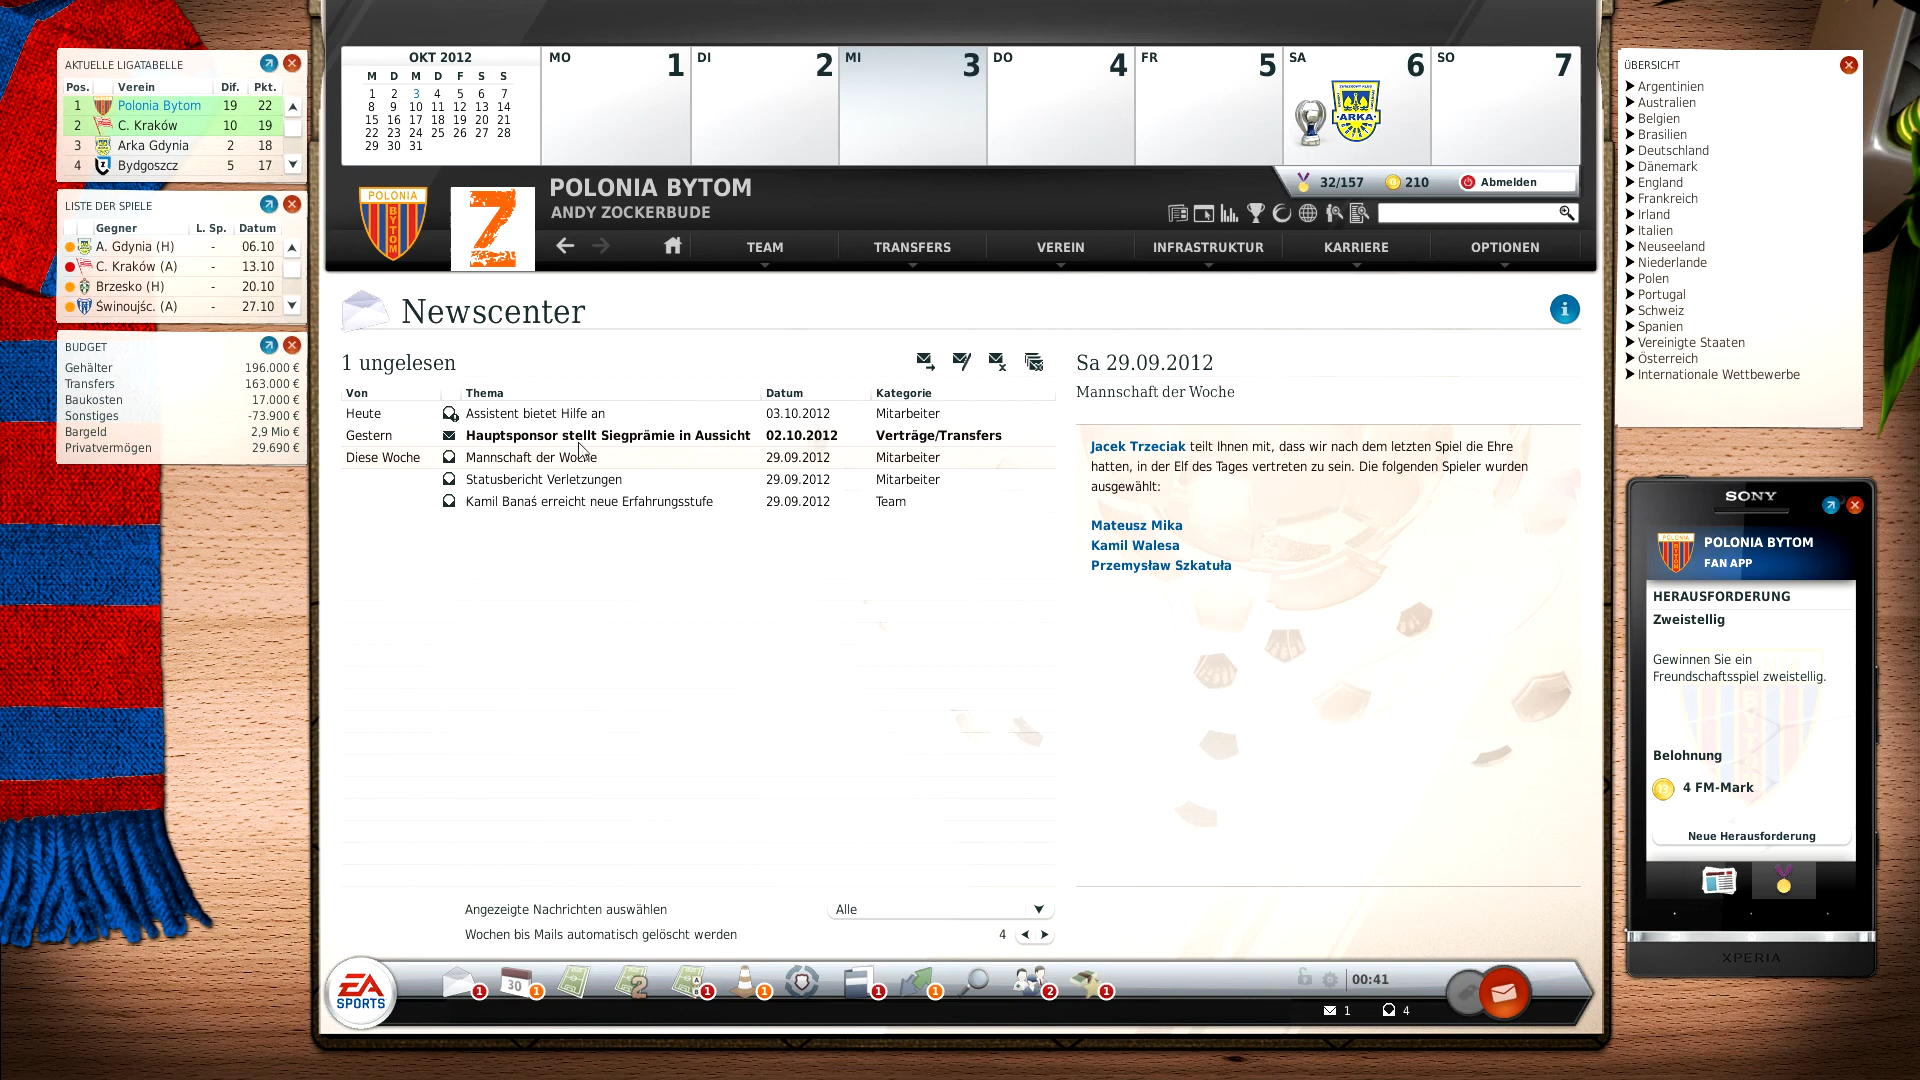 AKTUELLE LIGATABELLE
Pos. Verein Dif. Pkt.
1 Polonia Bytom 19 22
2 C. Kraków 10 19
3 Arka Gdynia 2 18
4 Bydgoszcz 5 17
LISTE DER SPIELE
Gegner L. Sp. Datum
A. Gdynia (H) - 06.10
C. Kraków (A) - 13.10
Brzesko (H) - 20.10
Świnoujśc. (A) - 27.10
BUDGET
Gehälter 196.000 €
Transfers 163.000 €
Baukosten 17.000 €
Sonstiges -73.900 €
Bargeld 2,9 Mio €
Privatvermögen 29.690 €
OKT 2012
M D M D F S S
1 2 3 4 5 6 7
8 9 10 11 12 13 14
15 16 17 18 19 20 21
22 23 24 25 26 27 28
29 30 31
MO 1
DI 2
MI 3
DO 4
FR 5
SA 6
ARKA
SO 7
POLONIA
BYTOM
Z
POLONIA BYTOM
ANDY ZOCKERBUDE
32/157
210
Abmelden
TEAM
TRANSFERS
VEREIN
INFRASTRUKTUR
KARRIERE
OPTIONEN
Newscenter
i
1 ungelesen
Von Thema Datum Kategorie
Heute Assistent bietet Hilfe an 03.10.2012 Mitarbeiter
Gestern Hauptsponsor stellt Siegprämie in Aussicht 02.10.2012 Verträge/Transfers
Diese Woche Mannschaft der Woche 29.09.2012 Mitarbeiter
Statusbericht Verletzungen 29.09.2012 Mitarbeiter
Kamil Banaś erreicht neue Erfahrungsstufe 29.09.2012 Team
Angezeigte Nachrichten auswählen Alle
Wochen bis Mails automatisch gelöscht werden 4
Sa 29.09.2012
Mannschaft der Woche
Jacek Trzeciak teilt Ihnen mit, dass wir nach dem letzten Spiel die Ehre
hatten, in der Elf des Tages vertreten zu sein. Die folgenden Spieler wurden
ausgewählt:
Mateusz Mika
Kamil Walesa
Przemysław Szkatuła
EA
SPORTS
1
30
1
2
1
1
1
1
2
1
00:41
1
4
ÜBERSICHT
Argentinien
Australien
Belgien
Brasilien
Deutschland
Dänemark
England
Frankreich
Irland
Italien
Neuseeland
Niederlande
Polen
Portugal
Schweiz
Spanien
Vereinigte Staaten
Österreich
Internationale Wettbewerbe
SONY
POLONIA BYTOM
FAN APP
HERAUSFORDERUNG
Zweistellig
Gewinnen Sie ein
Freundschaftsspiel zweistellig.
Belohnung
4 FM-Mark
Neue Herausforderung
XPERIA